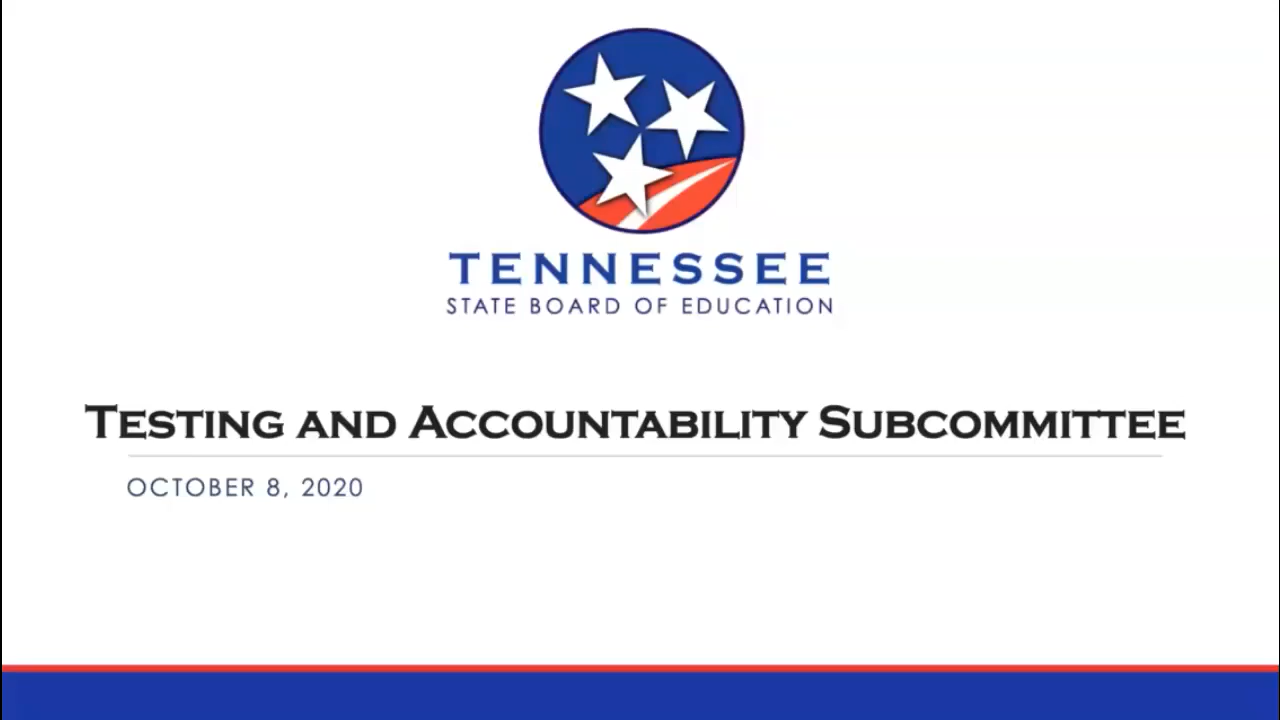 TENNESSEE
STATE BOARD OF EDUCATION
TESTING AND ACCOUNTABILITY SUBCOMMITTEE
OCTOBER 8, 2020